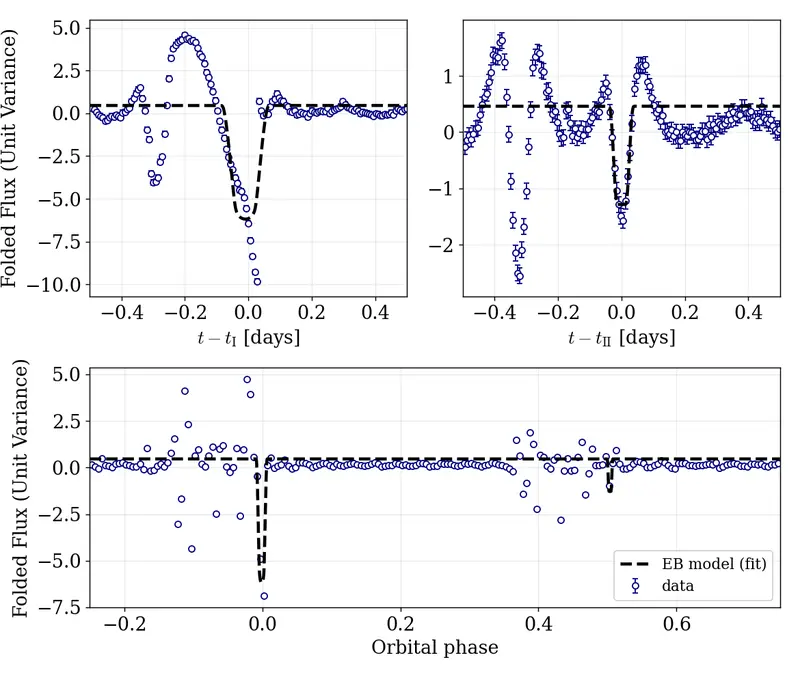 Folded Flux (Unit Variance)
5.0
2.5
0.0
−2.5
−5.0
−7.5
−10.0
−0.4 −0.2 0.0 0.2 0.4
t − tI [days]
1
0
−1
−2
−0.4 −0.2 0.0 0.2 0.4
t − tII [days]
Folded Flux (Unit Variance)
5.0
2.5
0.0
−2.5
−5.0
−7.5
−0.2 0.0 0.2 0.4 0.6
Orbital phase
EB model (fit)
data